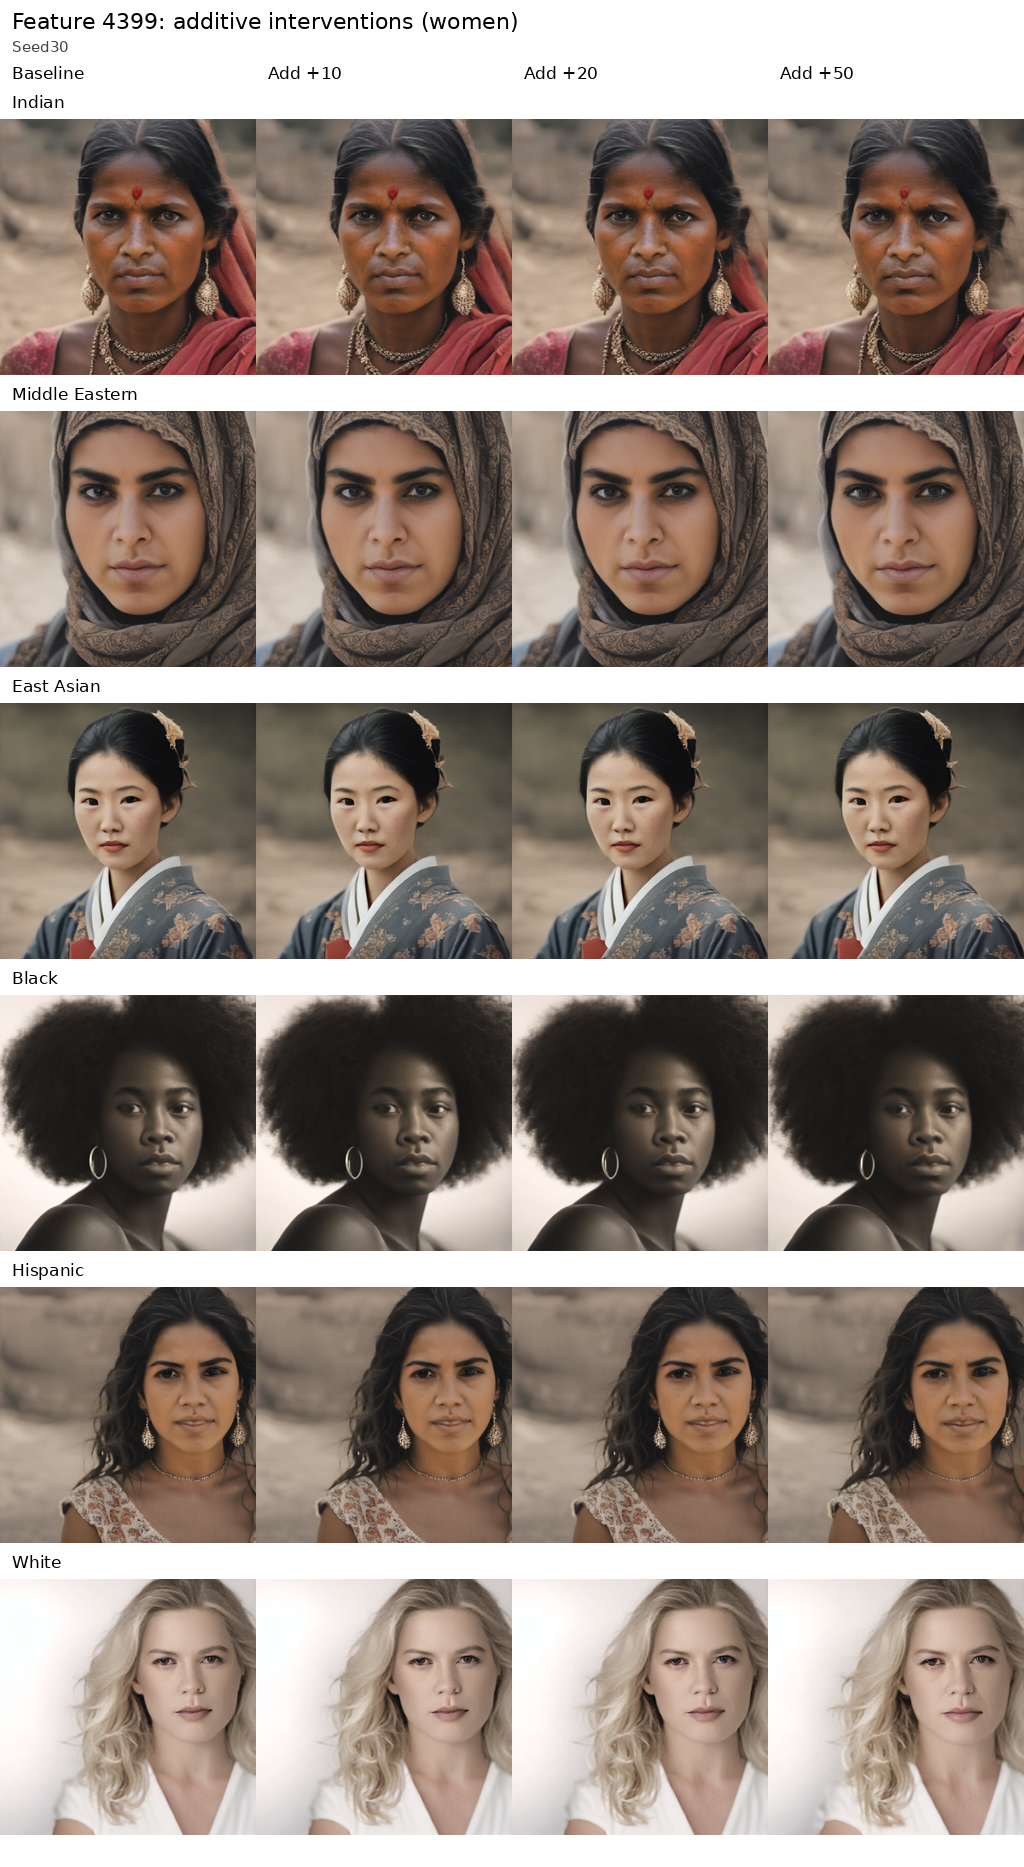 Feature 4399: additive interventions (women)
Seed30
Baseline Add +10 Add +20 Add +50
Indian
Middle Eastern
East Asian
Black
Hispanic
White